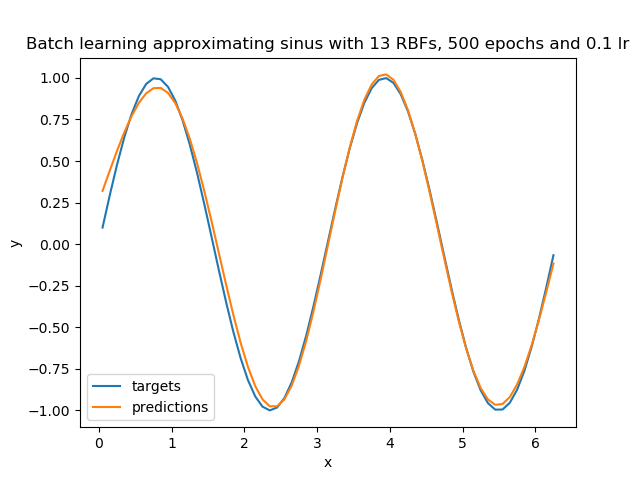 Batch learning approximating sinus with 13 RBFs, 500 epochs and 0.1 lr
1.00
0.75
0.50
0.25
0.00
−0.25
−0.50
−0.75
−1.00
y
targets
predictions
0 1 2 3 4 5 6
x